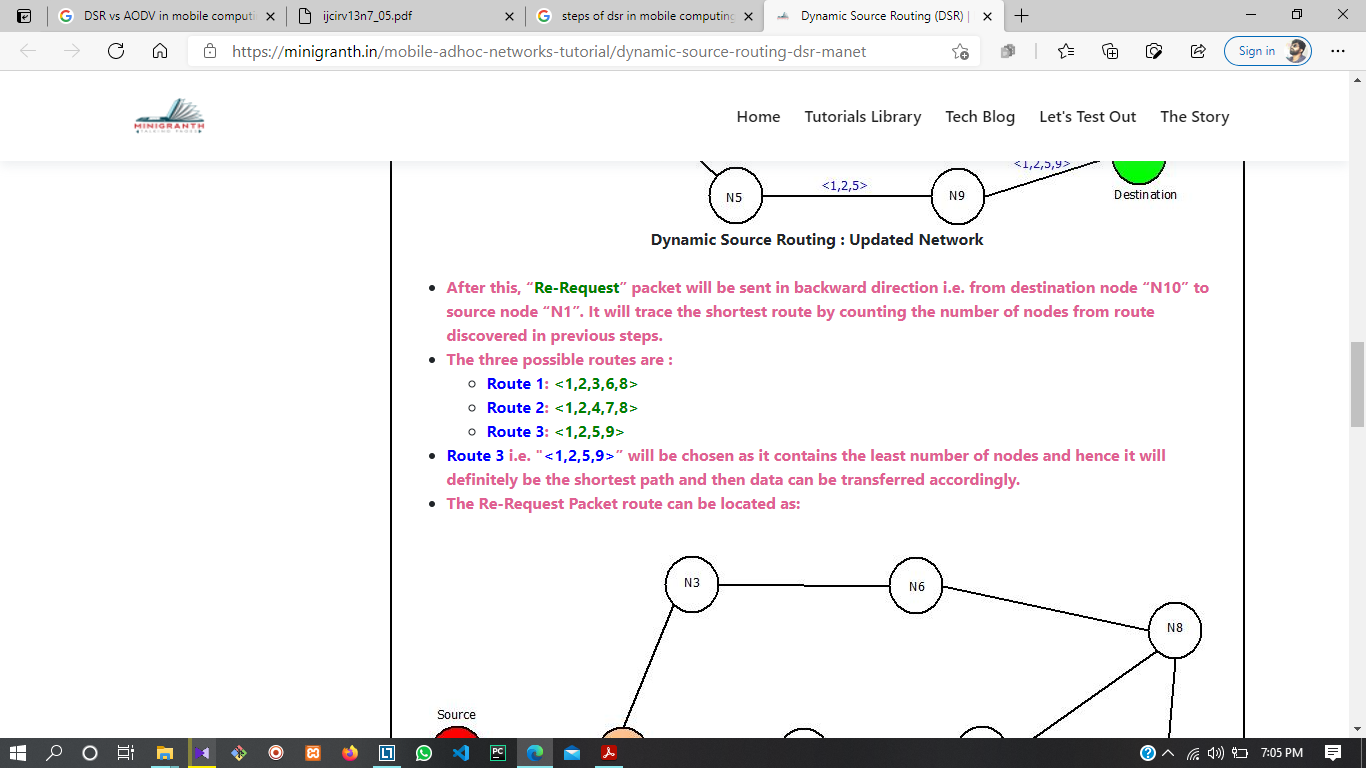 DSR vs AODV in mobile computi
ijcirv13n7_05.pdf
steps of dsr in mobile computing
Dynamic Source Routing (DSR) |
https://minigranth.in/mobile-adhoc-networks-tutorial/dynamic-source-routing-dsr-manet
Sign in
MINIGRANTH
Home
Tutorials Library
Tech Blog
Let's Test Out
The Story
<1,2,5,9>
<1,2,5>
N5
N9
Destination
Dynamic Source Routing : Updated Network
After this, “Re-Request” packet will be sent in backward direction i.e. from destination node “N10” to
source node “N1”. It will trace the shortest route by counting the number of nodes from route
discovered in previous steps.
The three possible routes are :
Route 1: <1,2,3,6,8>
Route 2: <1,2,4,7,8>
Route 3: <1,2,5,9>
Route 3 i.e. "<1,2,5,9>” will be chosen as it contains the least number of nodes and hence it will
definitely be the shortest path and then data can be transferred accordingly.
The Re-Request Packet route can be located as:
N3
N6
N8
Source
7:05 PM